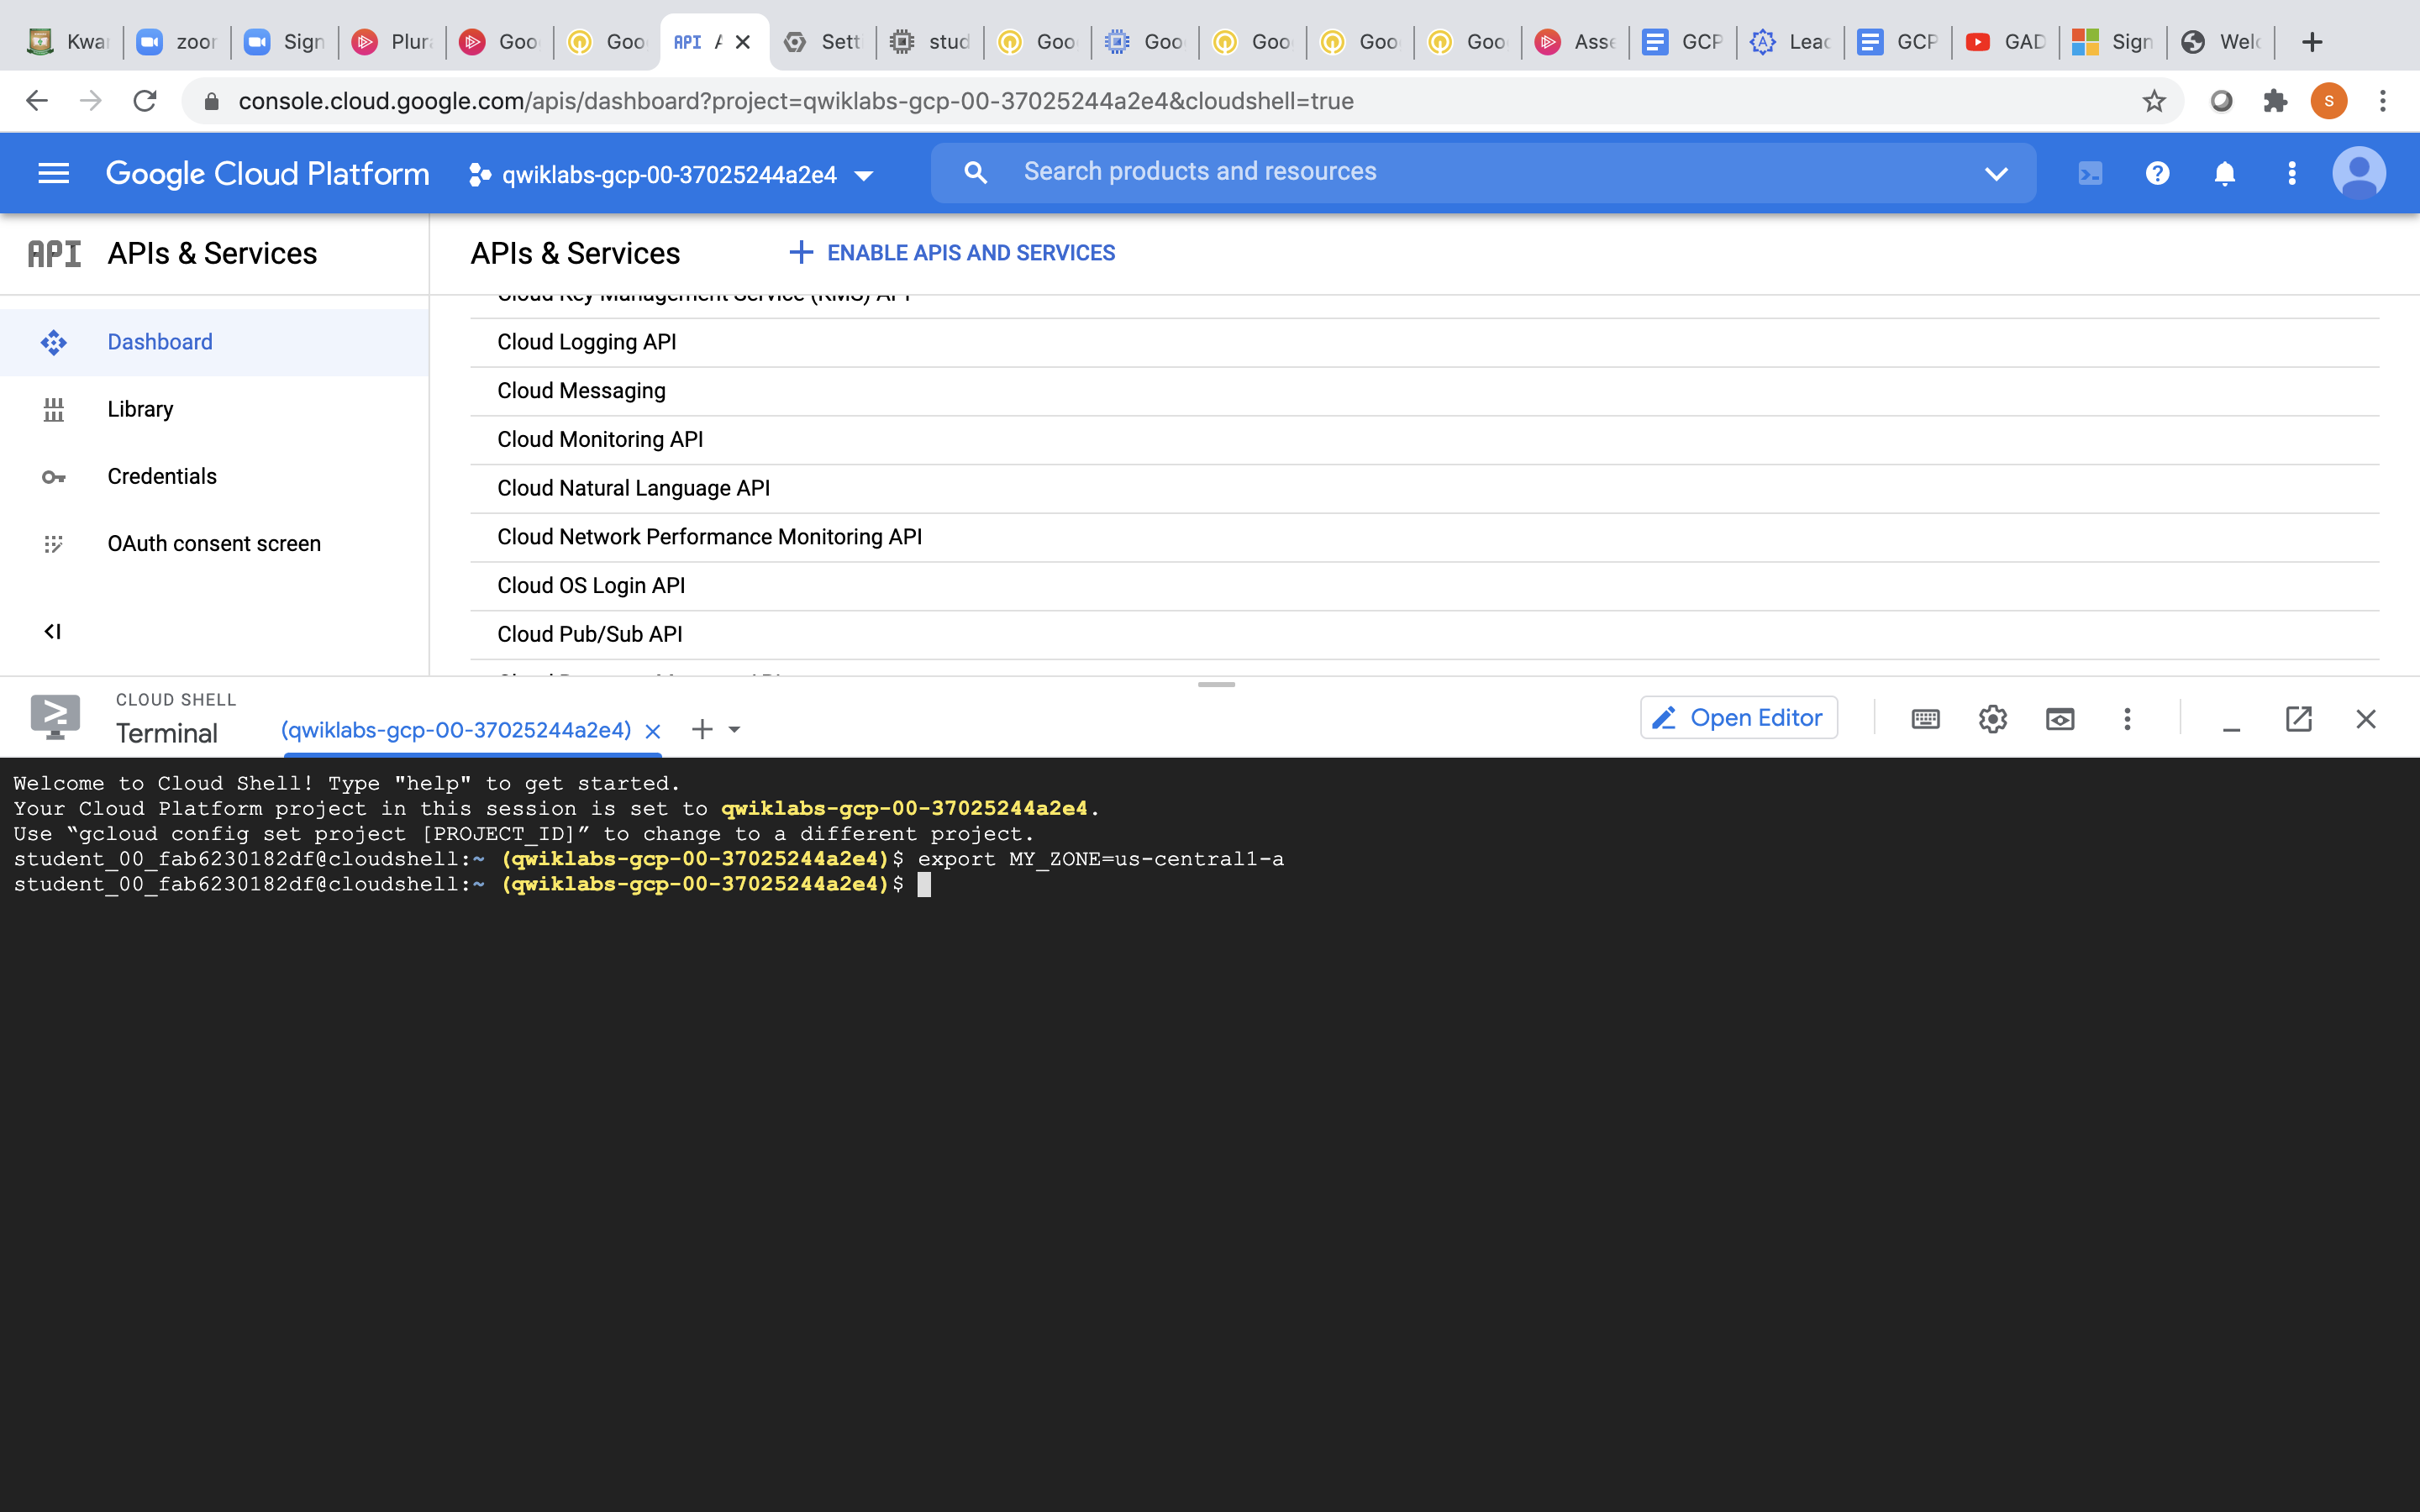 Kwa
zoor
Sign
Plur
Goo
Goo
API
Sett
stud
Goo
Goo
Goo
Goo
Goo
Asse
GCP
Lead
GCP
GAD
Sign
Welc
console.cloud.google.com/apis/dashboard?project=qwiklabs-gcp-00-37025244a2e4&cloudshell=true
S
Google Cloud Platform
qwiklabs-gcp-00-37025244a2e4
Search products and resources
API APIs & Services
APIs & Services
ENABLE APIS AND SERVICES
Dashboard
Library
Credentials
OAuth consent screen
Cloud Key Management Service (KMS) API
Cloud Logging API
Cloud Messaging
Cloud Monitoring API
Cloud Natural Language API
Cloud Network Performance Monitoring API
Cloud OS Login API
Cloud Pub/Sub API
CLOUD SHELL
Terminal
(qwiklabs-gcp-00-37025244a2e4)
Open Editor
Welcome to Cloud Shell! Type "help" to get started.
Your Cloud Platform project in this session is set to qwiklabs-gcp-00-37025244a2e4.
Use “gcloud config set project [PROJECT_ID]” to change to a different project.
student_00_fab6230182df@cloudshell:~ (qwiklabs-gcp-00-37025244a2e4)$ export MY_ZONE=us-central1-a
student_00_fab6230182df@cloudshell:~ (qwiklabs-gcp-00-37025244a2e4)$